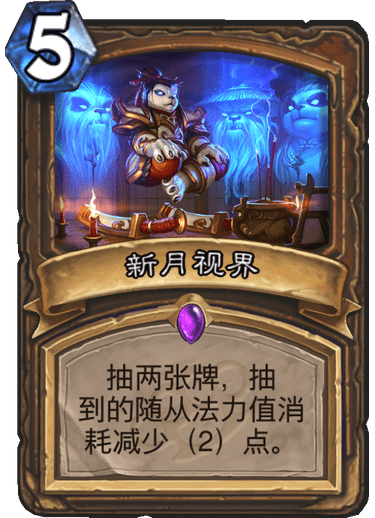 5
新月视界
抽两张牌，抽
到的随从法力值消
耗减少（2）点。